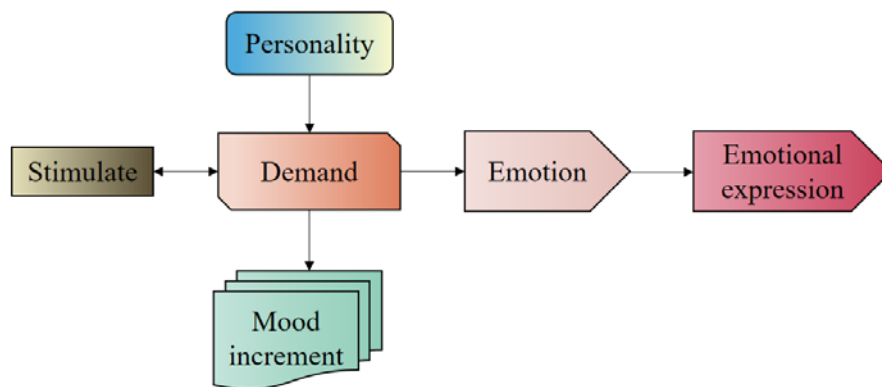 Personality
Stimulate
Demand
Emotion
Emotional
expression
Mood
increment